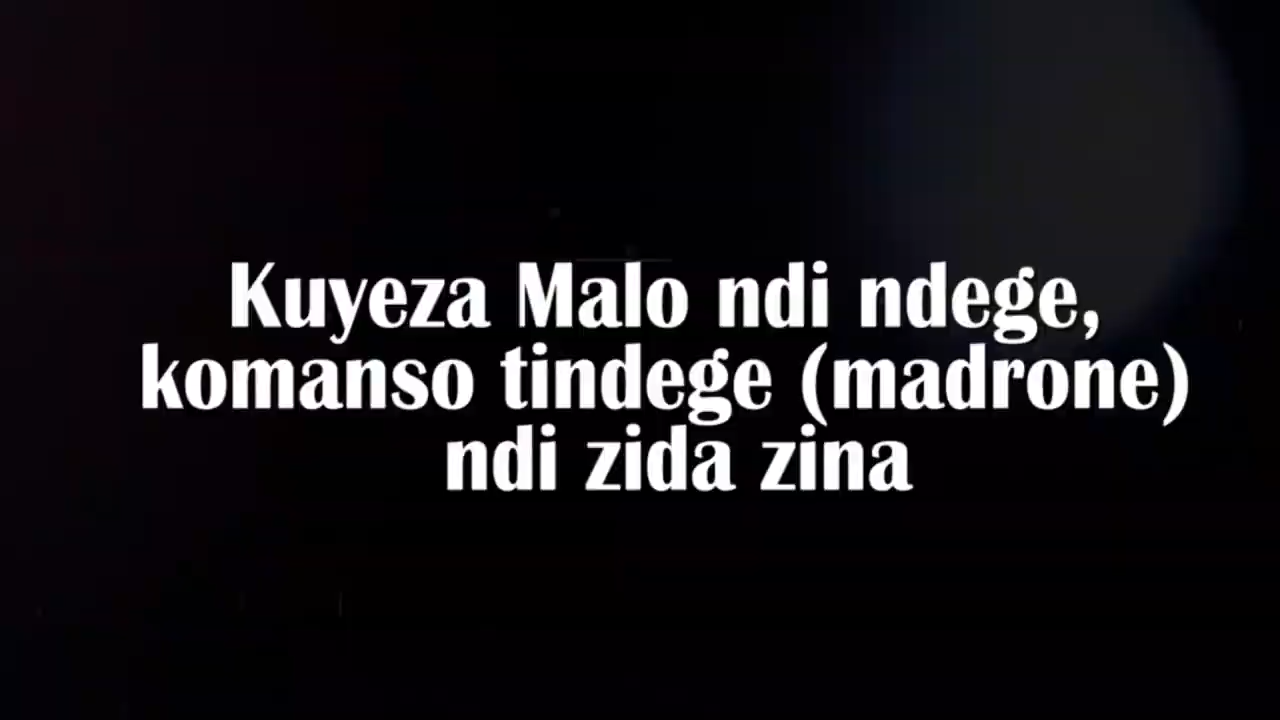 Kuyeza Malo ndi ndege,
komanso tindege (madrone)
ndi zida zina